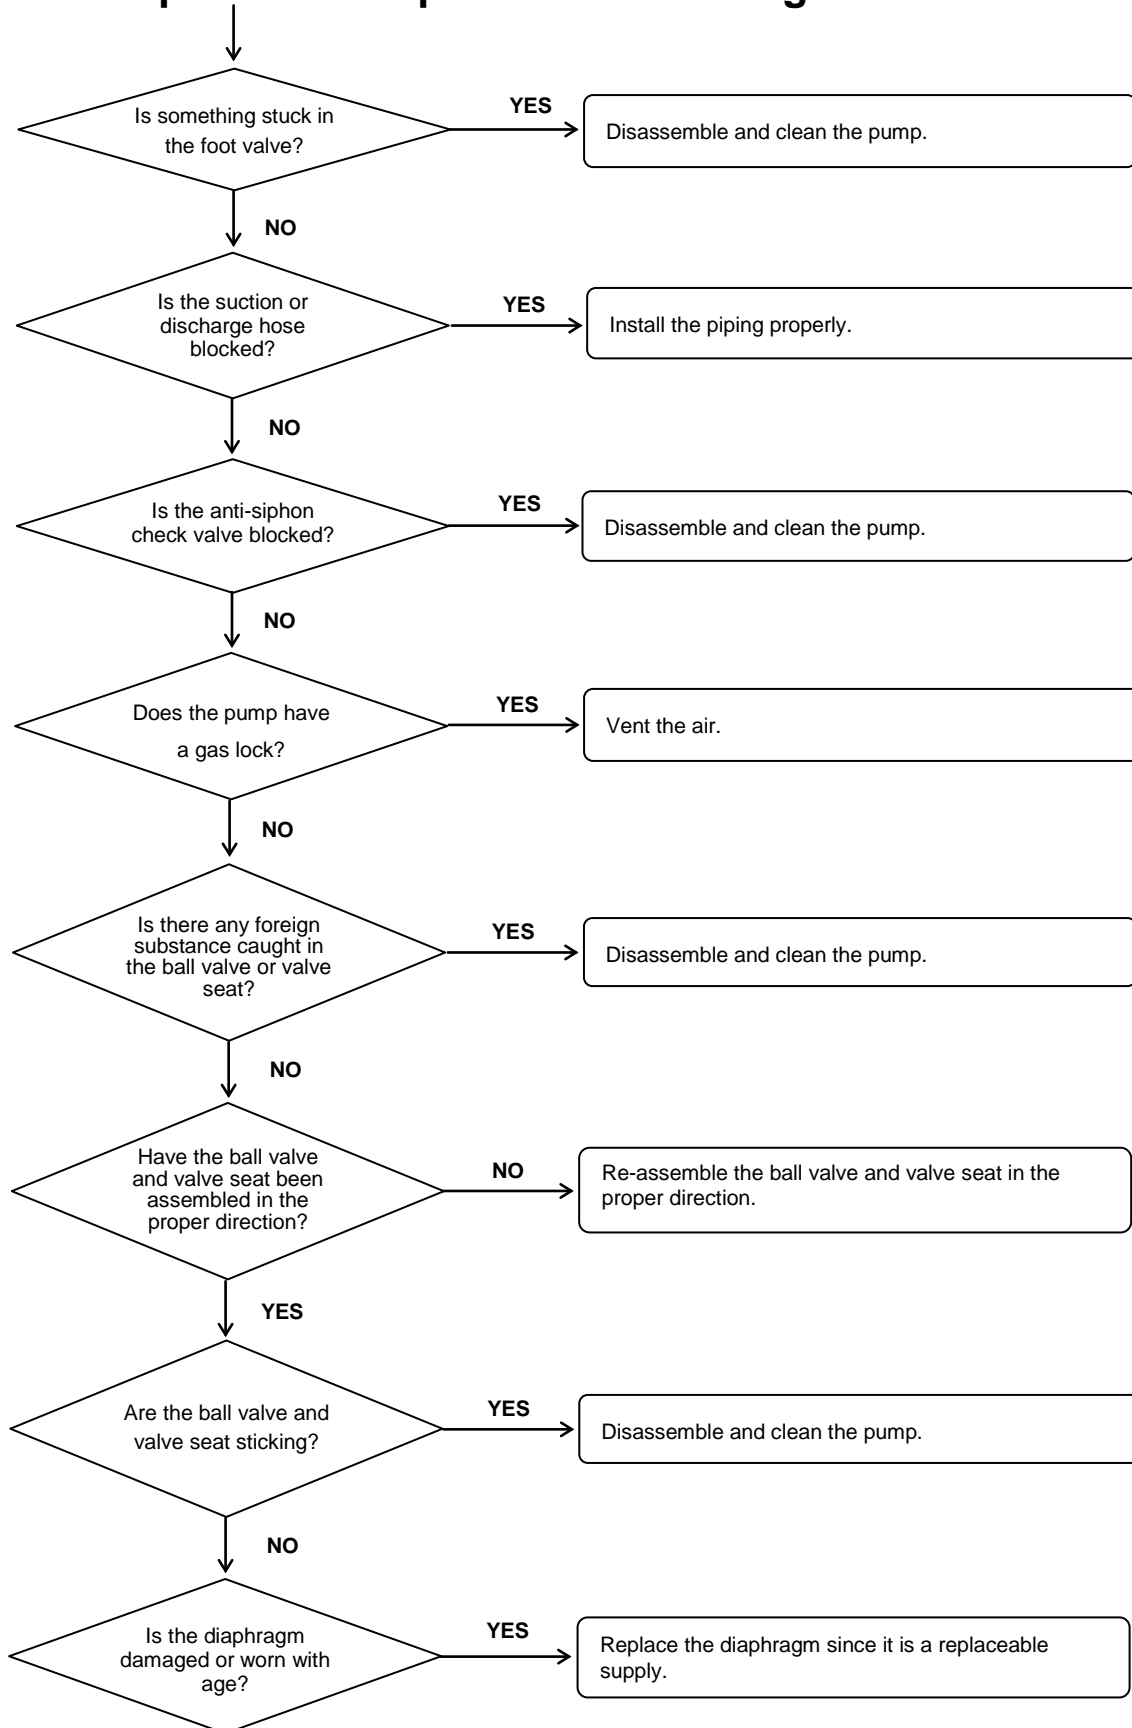 Is something stuck in
the foot valve?
YES
Disassemble and clean the pump.
NO
Is the suction or
discharge hose
blocked?
YES
Install the piping properly.
NO
Is the anti-siphon
check valve blocked?
YES
Disassemble and clean the pump.
NO
Does the pump have
a gas lock?
YES
Vent the air.
NO
Is there any foreign
substance caught in
the ball valve or valve
seat?
YES
Disassemble and clean the pump.
NO
Have the ball valve
and valve seat been
assembled in the
proper direction?
NO
Re-assemble the ball valve and valve seat in the
proper direction.
YES
Are the ball valve and
valve seat sticking?
YES
Disassemble and clean the pump.
NO
Is the diaphragm
damaged or worn with
age?
YES
Replace the diaphragm since it is a replaceable
supply.